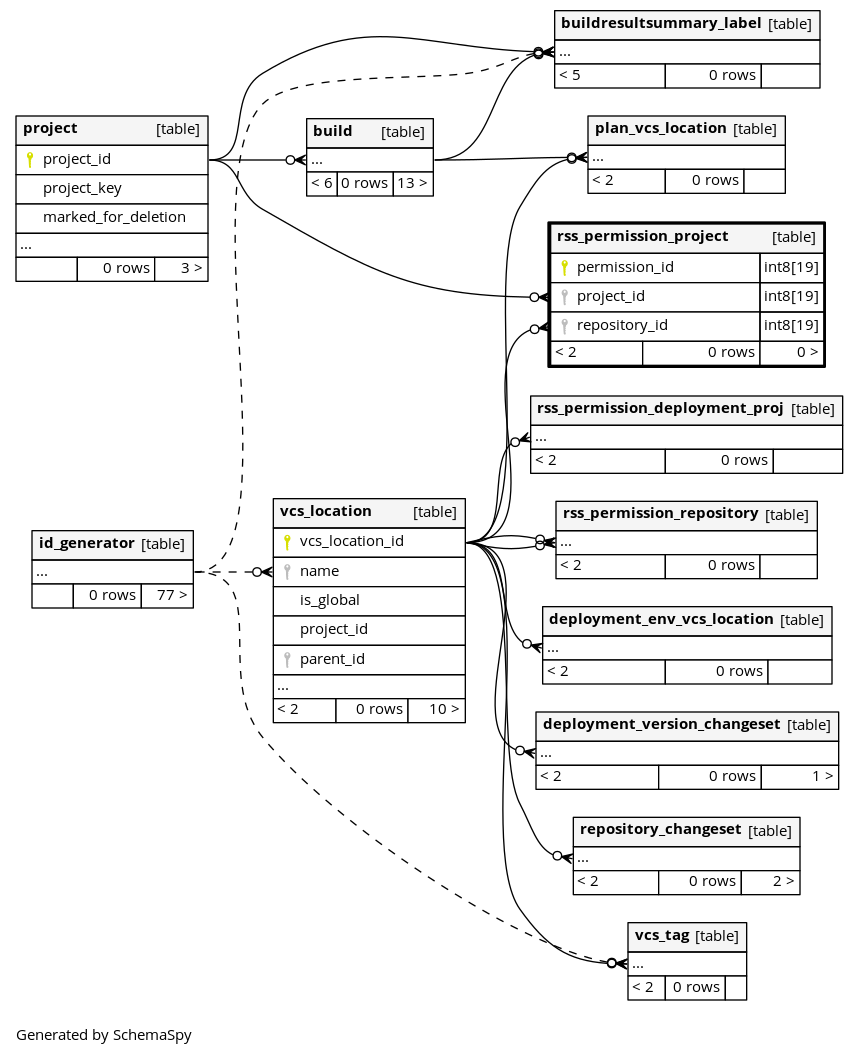 buildresultsummary_label [table]
...
< 5 0 rows
project [table]
project_id
project_key
marked_for_deletion
...
0 rows 3 >
build [table]
...
< 6 0 rows 13 >
plan_vcs_location [table]
...
< 2 0 rows
rss_permission_project [table]
permission_id int8[19]
project_id int8[19]
repository_id int8[19]
< 2 0 rows 0 >
rss_permission_deployment_proj [table]
...
< 2 0 rows
vcs_location [table]
vcs_location_id
name
is_global
project_id
parent_id
...
< 2 0 rows 10 >
id_generator [table]
...
0 rows 77 >
rss_permission_repository [table]
...
< 2 0 rows
deployment_env_vcs_location [table]
...
< 2 0 rows
deployment_version_changeset [table]
...
< 2 0 rows 1 >
repository_changeset [table]
...
< 2 0 rows 2 >
vcs_tag [table]
...
< 2 0 rows
Generated by SchemaSpy